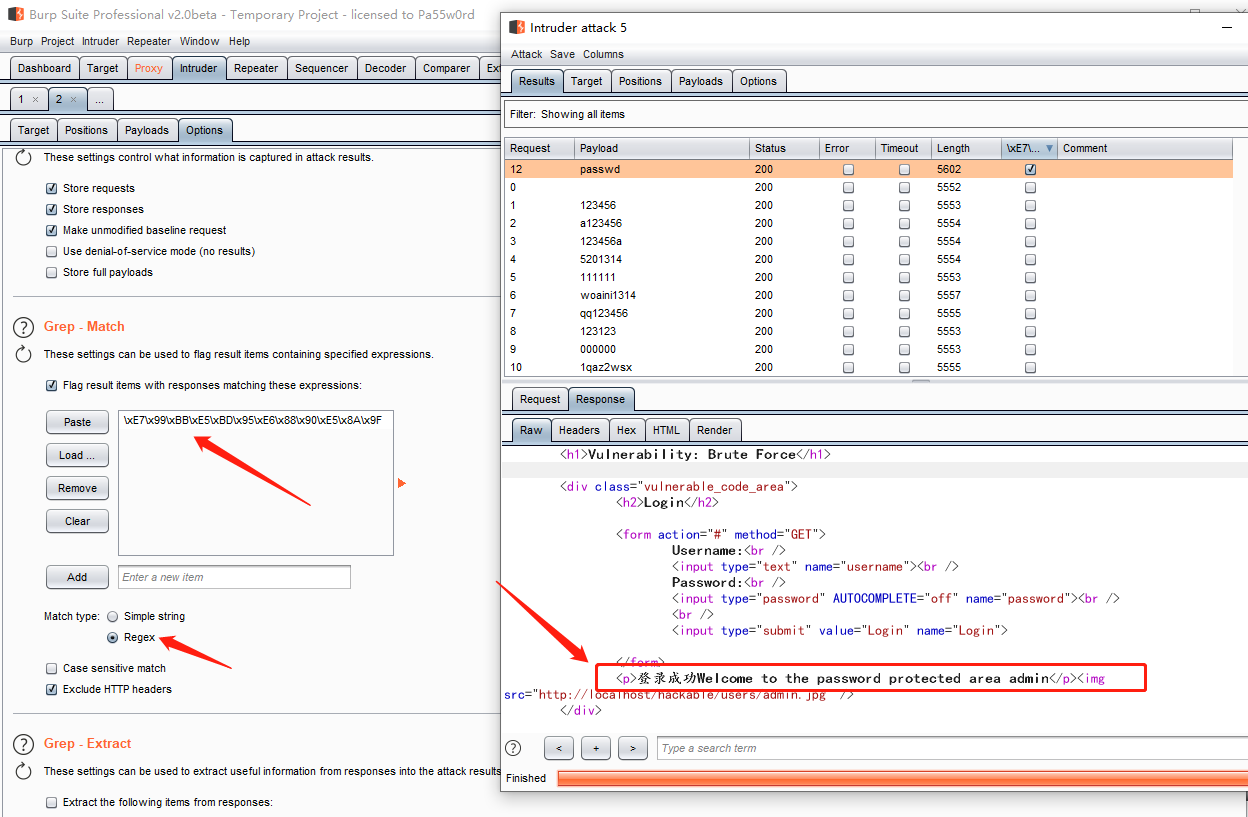 Burp Suite Professional v2.0beta - Temporary Project - licensed to Pa55w0rd
Burp Project Intruder Repeater Window Help
Dashboard Target Proxy Intruder Repeater Sequencer Decoder Comparer Ex
1 × 2 × ...
Target Positions Payloads Options
These settings control what information is captured in attack results.
Store requests
Store responses
Make unmodified baseline request
Use denial-of-service mode (no results)
Store full payloads
? Grep - Match
These settings can be used to flag result items containing specified expressions.
Flag result items with responses matching these expressions:
Paste
Load ...
Remove
Clear
\xE7\x99\xBB\xE5\xBD\x95\xE6\x88\x90\xE5\x8A\x9F
Add Enter a new item
Match type: Simple string
Regex
Case sensitive match
Exclude HTTP headers
? Grep - Extract
These settings can be used to extract useful information from responses into the attack results
Extract the following items from responses:
Intruder attack 5
Attack Save Columns
Results Target Positions Payloads Options
Filter: Showing all items
Request Payload Status Error Timeout Length \xE7\... Comment
12 passwd 200 5602
0 200 5552
1 123456 200 5553
2 a123456 200 5554
3 123456a 200 5554
4 5201314 200 5554
5 111111 200 5553
6 woaini1314 200 5557
7 qq123456 200 5555
8 123123 200 5553
9 000000 200 5553
10 1qaz2wsx 200 5555
Request Response
Raw Headers Hex HTML Render
<h1>Vulnerability: Brute Force</h1>
<div class="vulnerable_code_area">
<h2>Login</h2>
<form action="#" method="GET">
Username:<br />
<input type="text" name="username"><br />
Password:<br />
<input type="password" AUTOCOMPLETE="off" name="password"><br />
<br />
<input type="submit" value="Login" name="Login">
</form>
<p>登录成功Welcome to the password protected area admin</p><img
src="http://localhost/hackable/users/admin.jpg" />
</div>
? < + > Type a search term
Finished